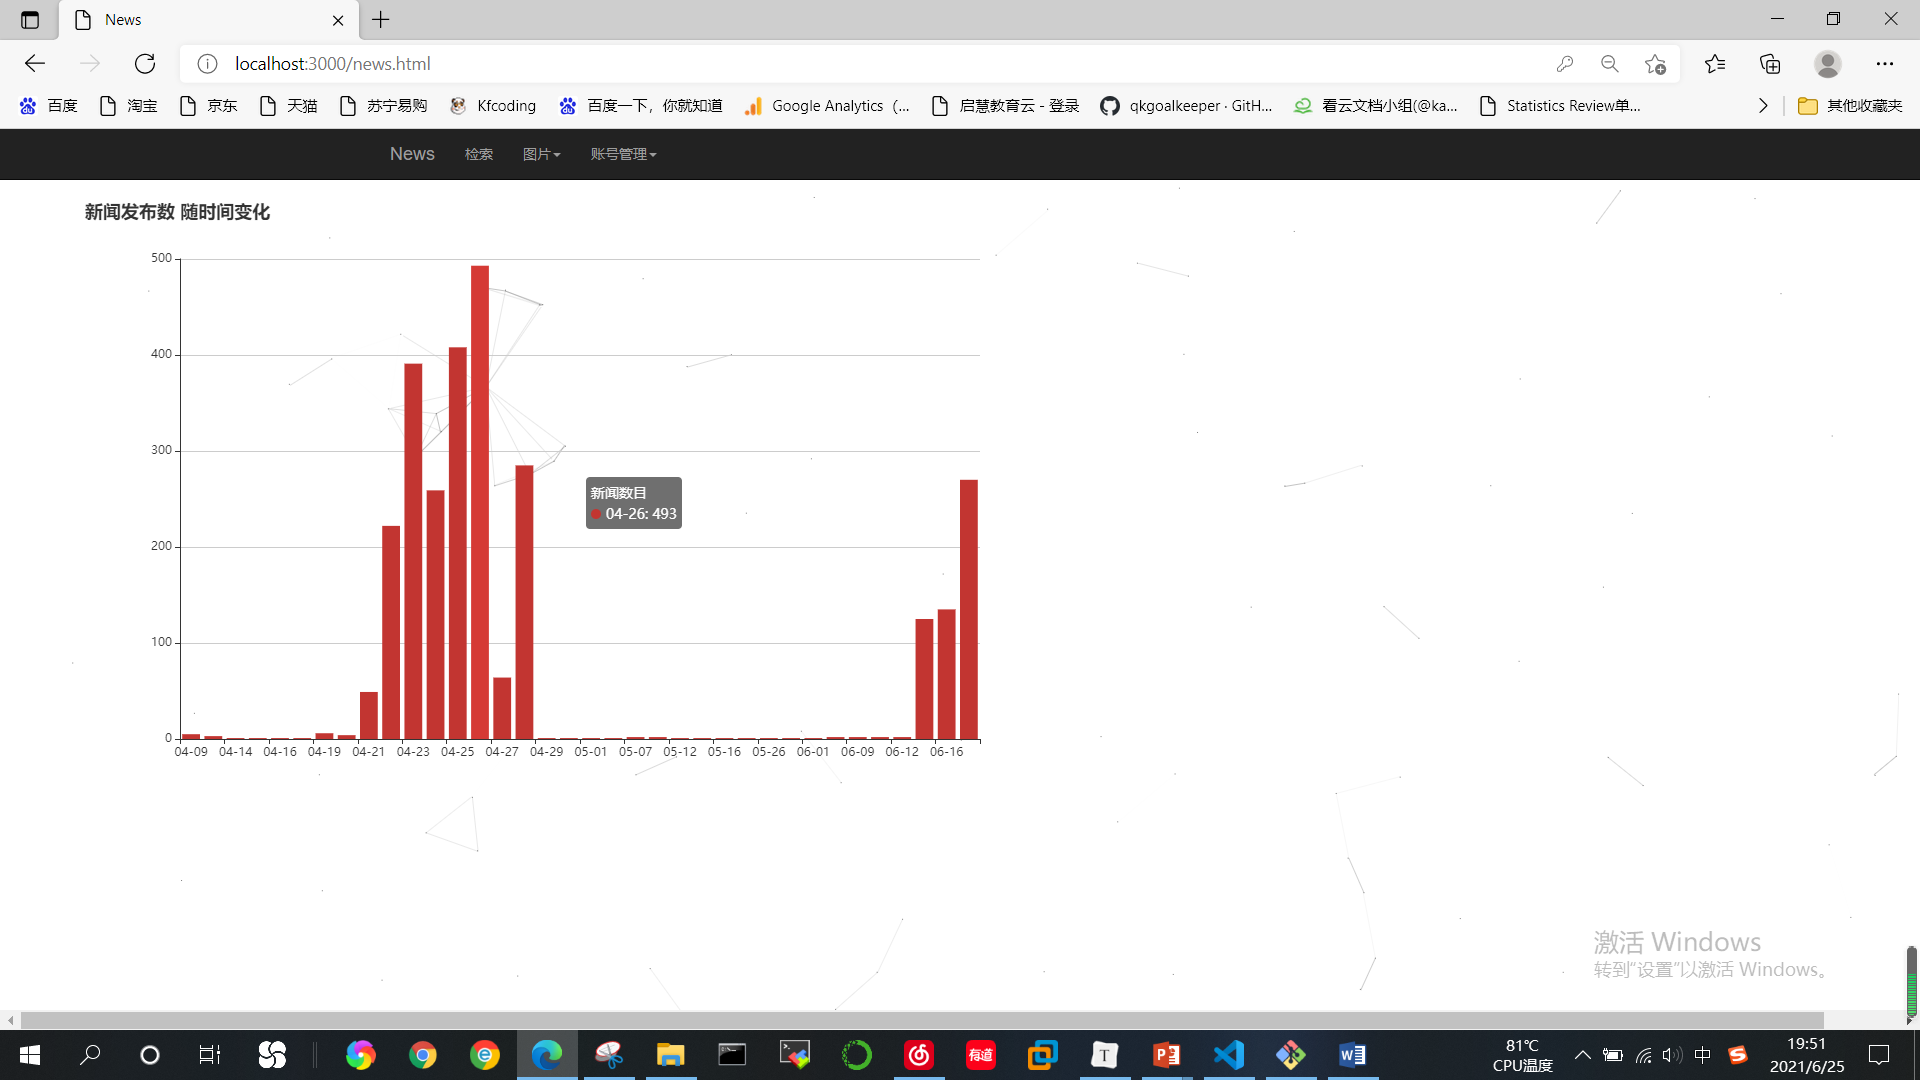 News
localhost:3000/news.html
百度
淘宝
京东
天猫
苏宁易购
Kfcoding
百度一下，你就知道
Google Analytics（...
启慧教育云 - 登录
qkgoalkeeper · GitH...
看云文档小组(@ka...
Statistics Review单...
其他收藏夹
News
检索
图片
账号管理
新闻发布数 随时间变化
500
400
300
200
100
0
新闻数目
04-26: 493
04-09 04-14 04-16 04-19 04-21 04-23 04-25 04-27 04-29 05-01 05-07 05-12 05-16 05-26 06-01 06-09 06-12 06-16
激活 Windows
转到“设置”以激活 Windows。
有道
T
P
W
81℃
CPU温度
中
S
19:51
2021/6/25